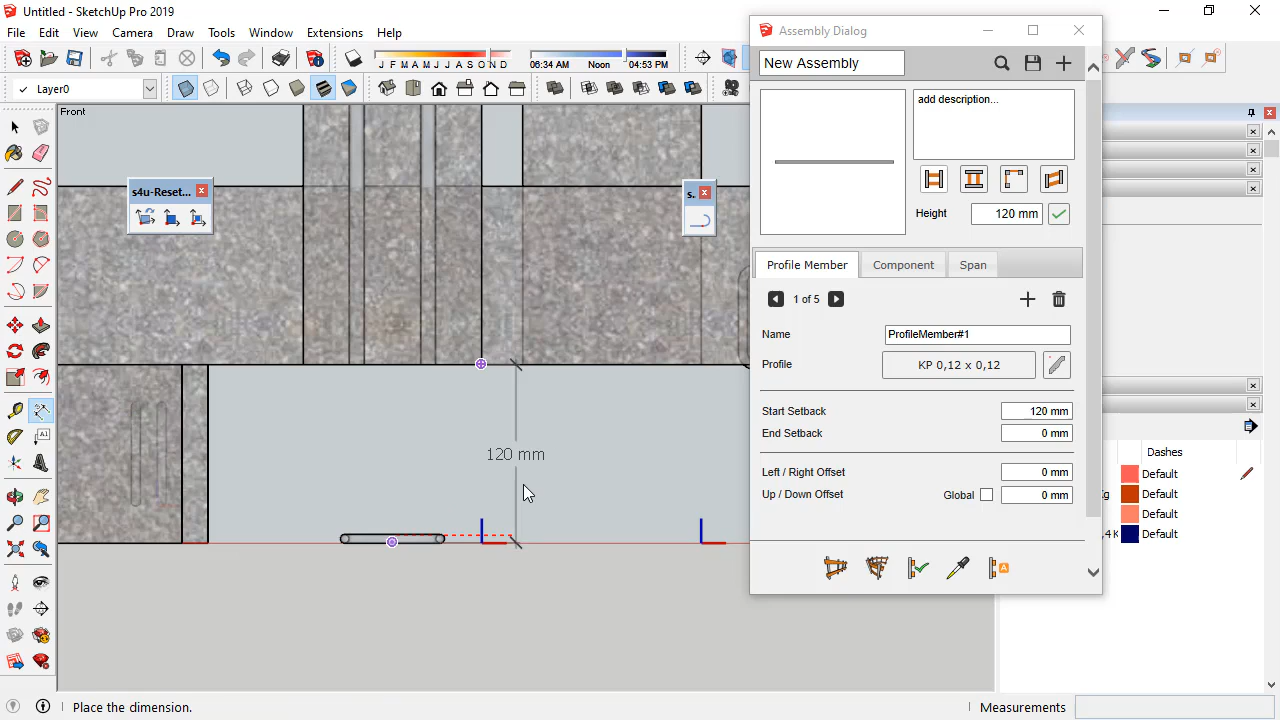 Untitled - SketchUp Pro 2019
File Edit View Camera Draw Tools Window Extensions Help
J F M A M J J A S O N D
06:34 AM Noon 04:53 PM
Layer0
Front
s4u-Reset...
s.
120 mm
Assembly Dialog
New Assembly
add description...
Height 120 mm
Profile Member Component Span
1 of 5
Name ProfileMember#1
Profile KP 0,12 x 0,12
Start Setback 120 mm
End Setback 0 mm
Left / Right Offset 0 mm
Up / Down Offset Global 0 mm
Dashes
Default
Default
Default
Default
Place the dimension.
Measurements